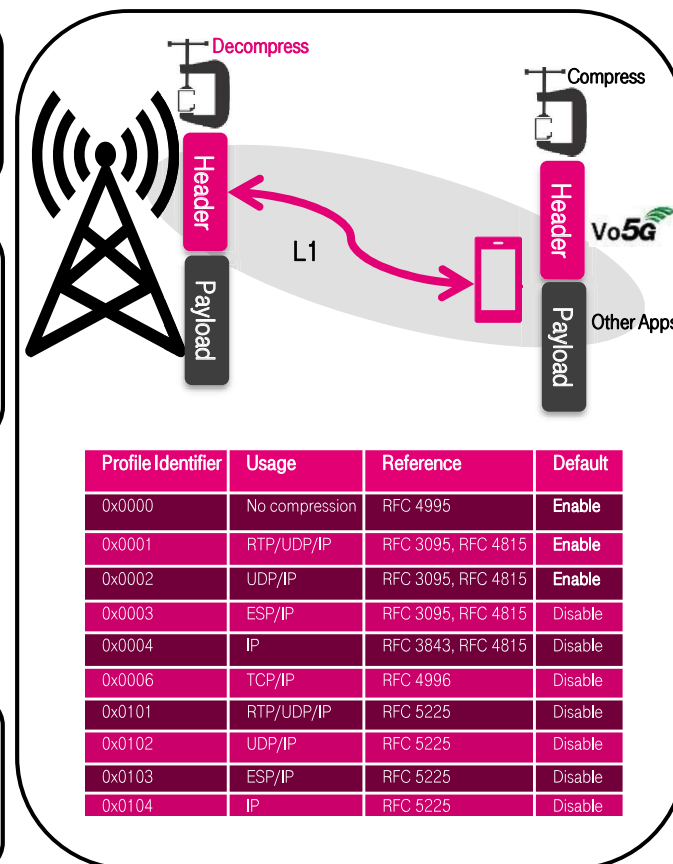 Decompress
Compress
Header
Header
Vo5G
L1
Payload
Payload
Other Apps
Profile Identifier Usage Reference Default
0x0000 No compression RFC 4995 Enable
0x0001 RTP/UDP/IP RFC 3095, RFC 4815 Enable
0x0002 UDP/IP RFC 3095, RFC 4815 Enable
0x0003 ESP/IP RFC 3095, RFC 4815 Disable
0x0004 IP RFC 3843, RFC 4815 Disable
0x0006 TCP/IP RFC 4996 Disable
0x0101 RTP/UDP/IP RFC 5225 Disable
0x0102 UDP/IP RFC 5225 Disable
0x0103 ESP/IP RFC 5225 Disable
0x0104 IP RFC 5225 Disable